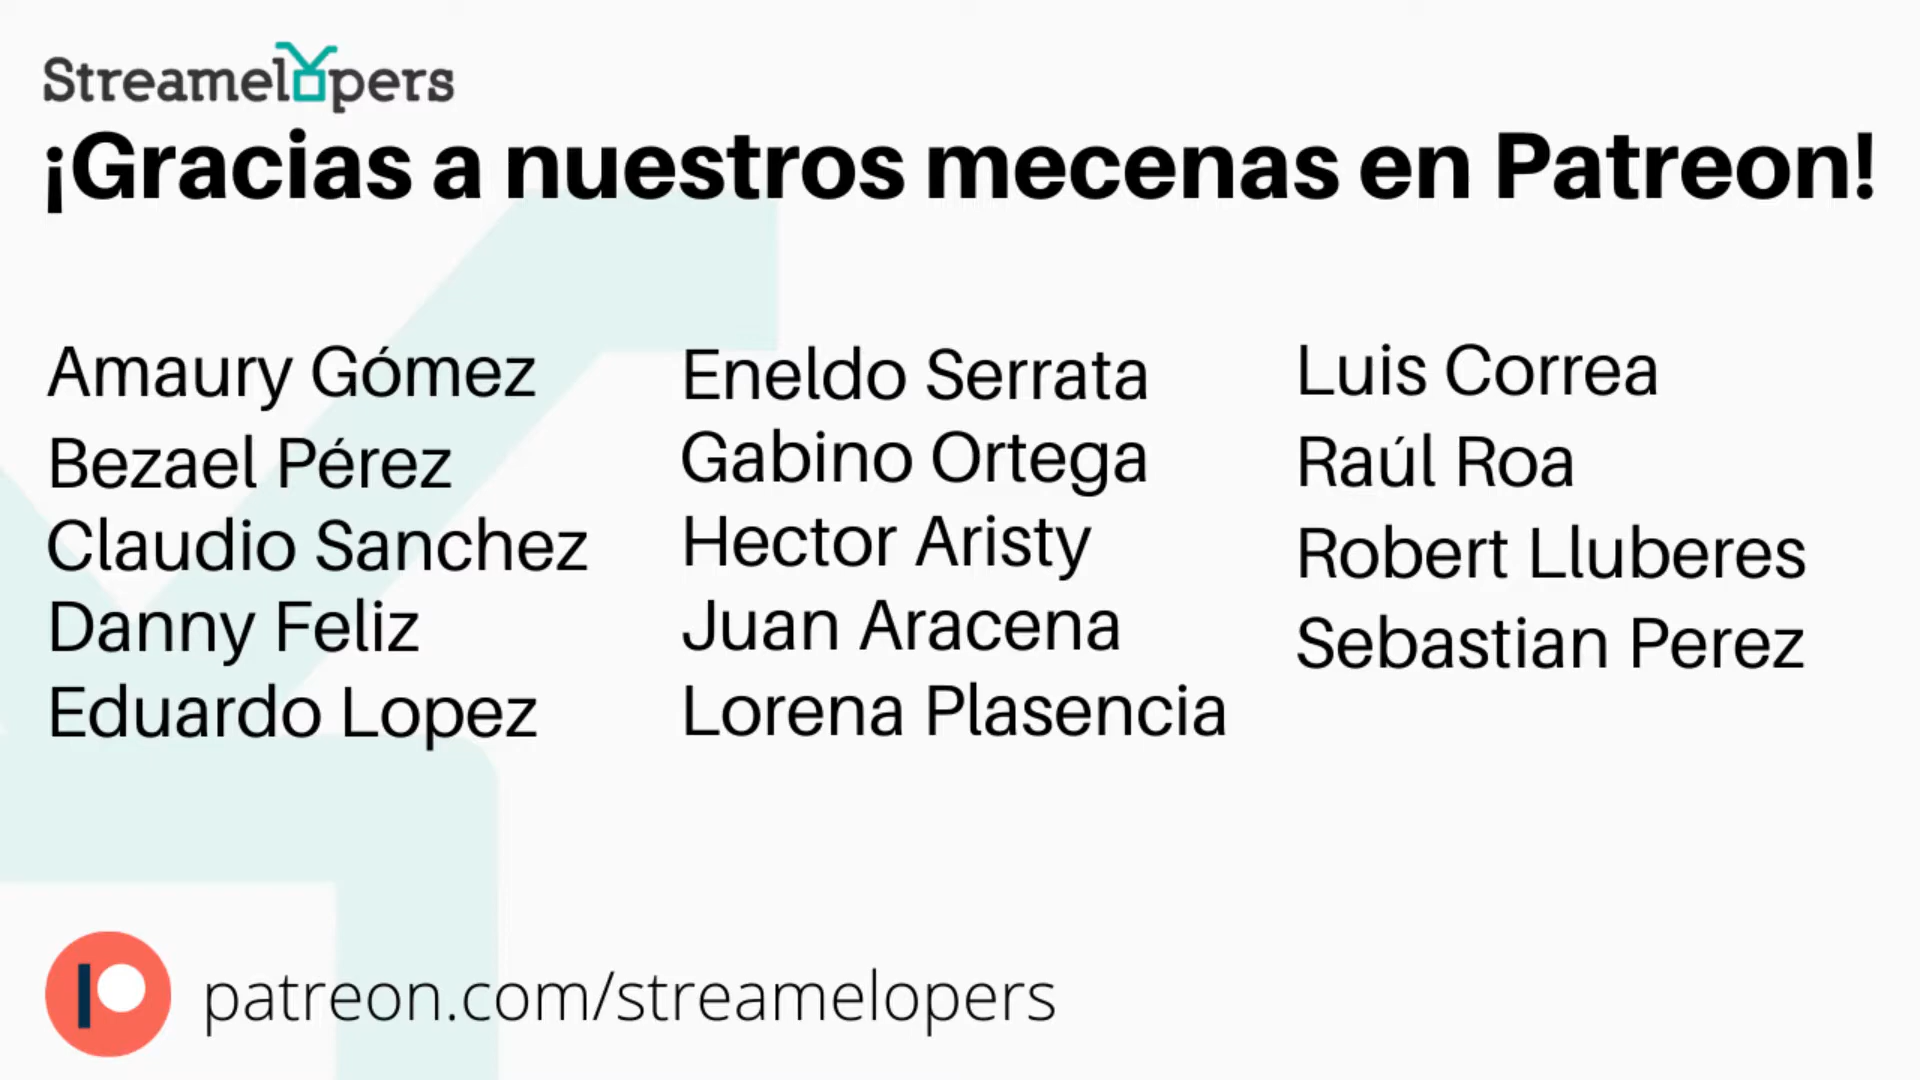 Streamelopers
¡Gracias a nuestros mecenas en Patreon!
Amaury Gómez
Bezael Pérez
Claudio Sanchez
Danny Feliz
Eduardo Lopez
Eneldo Serrata
Gabino Ortega
Hector Aristy
Juan Aracena
Lorena Plasencia
Luis Correa
Raúl Roa
Robert Lluberes
Sebastian Perez
patreon.com/streamelopers